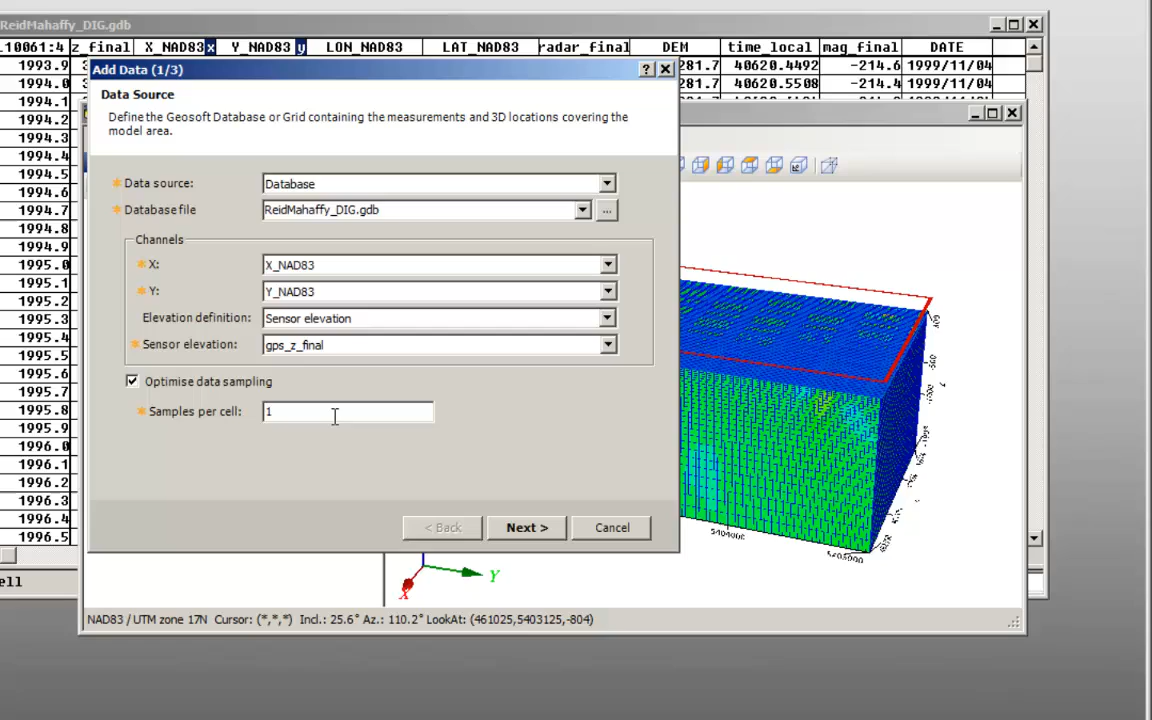 ReidMahaffy_DIG.gdb
L10061:4 z_final X_NAD83 x Y_NAD83 y LON_NAD83 LAT_NAD83 radar_final DEM time_local mag_final DATE
1993.9 281.7 40620.4492 -214.6 1999/11/04
1994.0 281.7 40620.5508 -214.4 1999/11/04
1994.1
1994.2
1994.3
1994.4
1994.5
1994.6
1994.7
1994.8
1994.9
1995.0
1995.1
1995.2
1995.3
1995.4
1995.5
1995.6
1995.7
1995.8
1995.9
1996.0
1996.1
1996.2
1996.3
1996.4
1996.5
ell
Add Data (1/3)
Data Source
Define the Geosoft Database or Grid containing the measurements and 3D locations covering the
model area.
Data source: Database
Database file ReidMahaffy_DIG.gdb ...
Channels
X: X_NAD83
Y: Y_NAD83
Elevation definition: Sensor elevation
Sensor elevation: gps_z_final
Optimise data sampling
Samples per cell: 1
< Back Next > Cancel
5404000
X Y
NAD83 / UTM zone 17N Cursor: (*,*,*) Incl.: 25.6° Az.: 110.2° LookAt: (461025,5403125,-804)